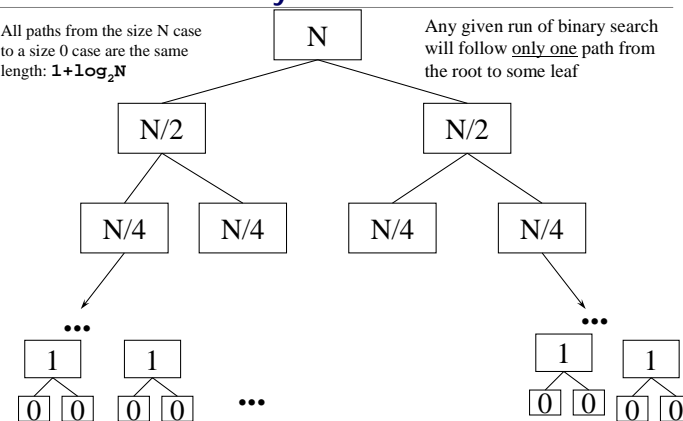 All paths from the size N case
to a size 0 case are the same
length: 1+log₂N
Any given run of binary search
will follow only one path from
the root to some leaf
N
N/2 N/2
N/4 N/4 N/4 N/4
... ...
1 1 1 1
0 0 0 0 ... 0 0 0 0